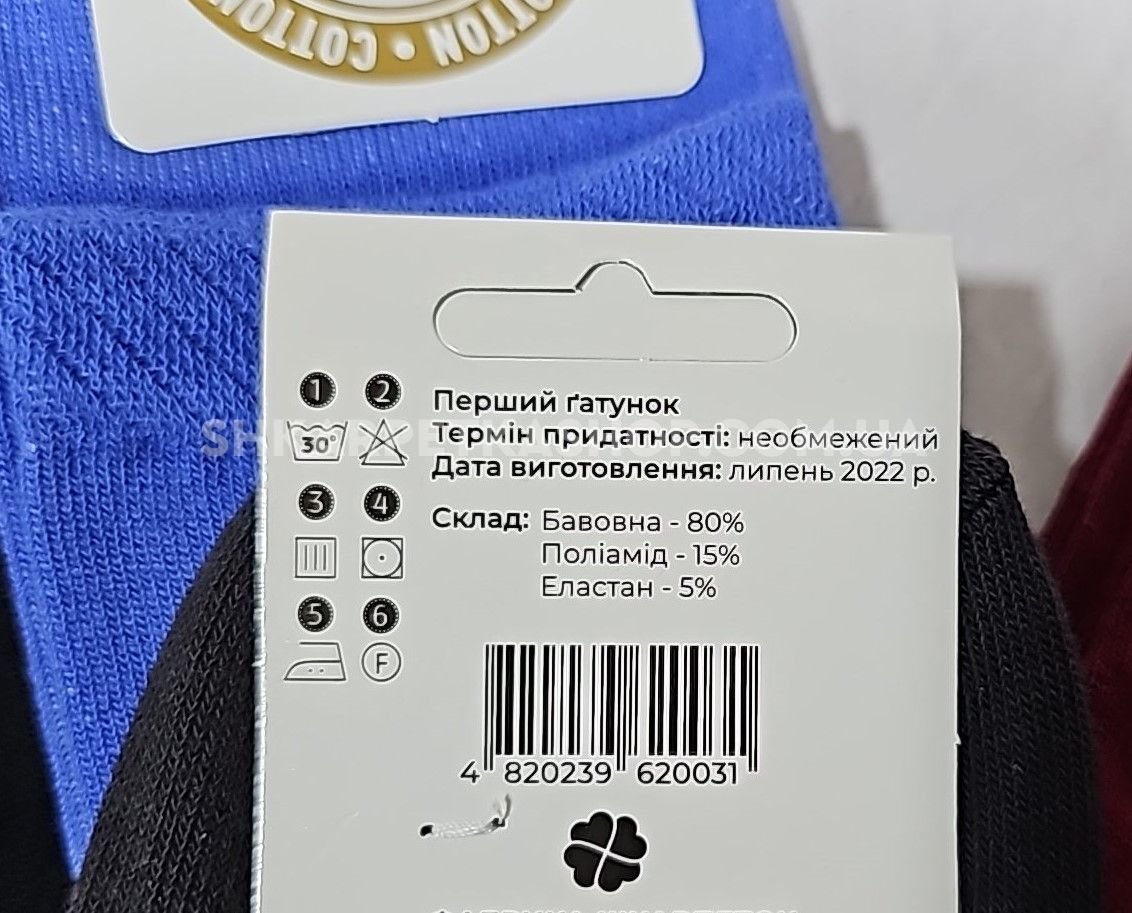 COTTON • COTTON
1 2
30°
3 4
5 6
F
Перший ґатунок
Термін придатності: необмежений
Дата виготовлення: липень 2022 р.
Склад: Бавовна - 80%
Поліамід - 15%
Еластан - 5%
4 820239 620031